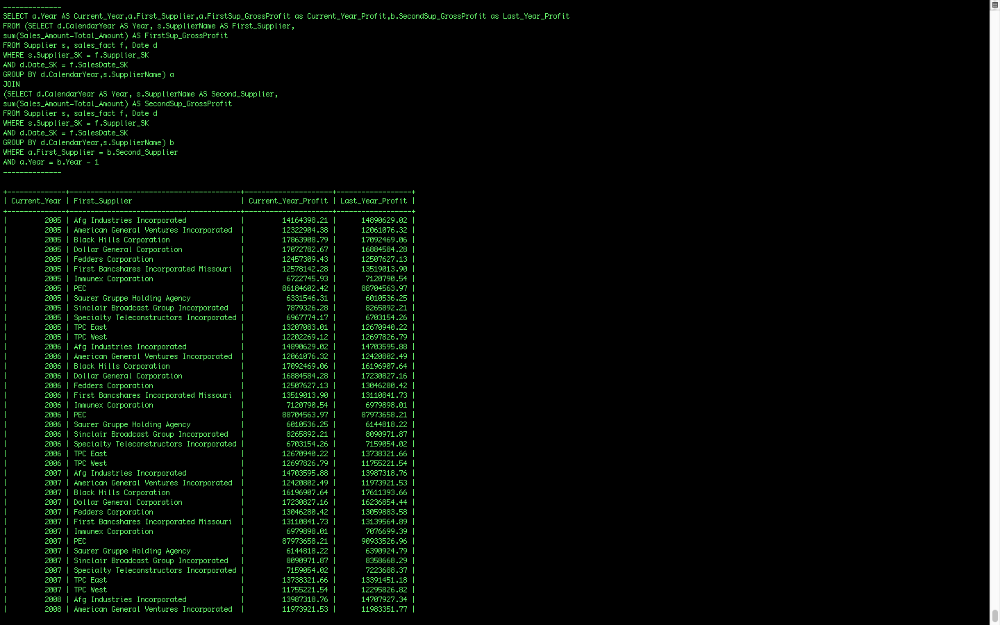 --------------
SELECT a.Year AS Current_Year,a.First_Supplier,a.FirstSup_GrossProfit as Current_Year_Profit,b.SecondSup_GrossProfit as Last_Year_Profit
FROM (SELECT d.CalendarYear AS Year, s.SupplierName AS First_Supplier,
sum(Sales_Amount-Total_Amount) AS FirstSup_GrossProfit
FROM Supplier s, sales_fact f, Date d
WHERE s.Supplier_SK = f.Supplier_SK
AND d.Date_SK = f.SalesDate_SK
GROUP BY d.CalendarYear,s.SupplierName) a
JOIN
(SELECT d.CalendarYear AS Year, s.SupplierName AS Second_Supplier,
sum(Sales_Amount-Total_Amount) AS SecondSup_GrossProfit
FROM Supplier s, sales_fact f, Date d
WHERE s.Supplier_SK = f.Supplier_SK
AND d.Date_SK = f.SalesDate_SK
GROUP BY d.CalendarYear,s.SupplierName) b
WHERE a.First_Supplier = b.Second_Supplier
AND a.Year = b.Year - 1
--------------
+--------------+-----------------------------------------+---------------------+------------------+
| Current_Year | First_Supplier                          | Current_Year_Profit | Last_Year_Profit |
+--------------+-----------------------------------------+---------------------+------------------+
|         2005 | Afg Industries Incorporated             |         14164398.21 |      14890629.02 |
|         2005 | American General Ventures Incorporated  |         12322904.38 |      12061076.32 |
|         2005 | Black Hills Corporation                 |         17863908.79 |      17092469.06 |
|         2005 | Dollar General Corporation              |         17072782.67 |      16884584.28 |
|         2005 | Fedders Corporation                     |         12457309.43 |      12507627.13 |
|         2005 | First Bancshares Incorporated Missouri  |         12578142.28 |      13519013.90 |
|         2005 | Immunex Corporation                     |          6722745.93 |       7120790.54 |
|         2005 | PEC                                     |         86184602.42 |      88704563.97 |
|         2005 | Saurer Gruppe Holding Agency            |          6331546.31 |       6010536.25 |
|         2005 | Sinclair Broadcast Group Incorporated   |          7879326.28 |       8265892.21 |
|         2005 | Specialty Teleconstructors Incorporated |          6967774.17 |       6703154.26 |
|         2005 | TPC East                                |         13207083.01 |      12670940.22 |
|         2005 | TPC West                                |         12202269.12 |      12697826.79 |
|         2006 | Afg Industries Incorporated             |         14890629.02 |      14703595.88 |
|         2006 | American General Ventures Incorporated  |         12061076.32 |      12420802.49 |
|         2006 | Black Hills Corporation                 |         17092469.06 |      16196907.64 |
|         2006 | Dollar General Corporation              |         16884584.28 |      17230827.16 |
|         2006 | Fedders Corporation                     |         12507627.13 |      13046280.42 |
|         2006 | First Bancshares Incorporated Missouri  |         13519013.90 |      13110841.73 |
|         2006 | Immunex Corporation                     |          7120790.54 |       6979898.01 |
|         2006 | PEC                                     |         88704563.97 |      87973658.21 |
|         2006 | Saurer Gruppe Holding Agency            |          6010536.25 |       6144818.22 |
|         2006 | Sinclair Broadcast Group Incorporated   |          8265892.21 |       8090971.87 |
|         2006 | Specialty Teleconstructors Incorporated |          6703154.26 |       7159054.02 |
|         2006 | TPC East                                |         12670940.22 |      13738321.66 |
|         2006 | TPC West                                |         12697826.79 |      11755221.54 |
|         2007 | Afg Industries Incorporated             |         14703595.88 |      13987318.76 |
|         2007 | American General Ventures Incorporated  |         12420802.49 |      11973921.53 |
|         2007 | Black Hills Corporation                 |         16196907.64 |      17611393.66 |
|         2007 | Dollar General Corporation              |         17230827.16 |      16236854.44 |
|         2007 | Fedders Corporation                     |         13046280.42 |      13059883.58 |
|         2007 | First Bancshares Incorporated Missouri  |         13110841.73 |      13139564.89 |
|         2007 | Immunex Corporation                     |          6979898.01 |       7076699.39 |
|         2007 | PEC                                     |         87973658.21 |      90933526.96 |
|         2007 | Saurer Gruppe Holding Agency            |          6144818.22 |       6390924.79 |
|         2007 | Sinclair Broadcast Group Incorporated   |          8090971.87 |       8358668.29 |
|         2007 | Specialty Teleconstructors Incorporated |          7159054.02 |       7223688.37 |
|         2007 | TPC East                                |         13738321.66 |      13391451.18 |
|         2007 | TPC West                                |         11755221.54 |      12295826.82 |
|         2008 | Afg Industries Incorporated             |         13987318.76 |      14707927.34 |
|         2008 | American General Ventures Incorporated  |         11973921.53 |      11983351.77 |